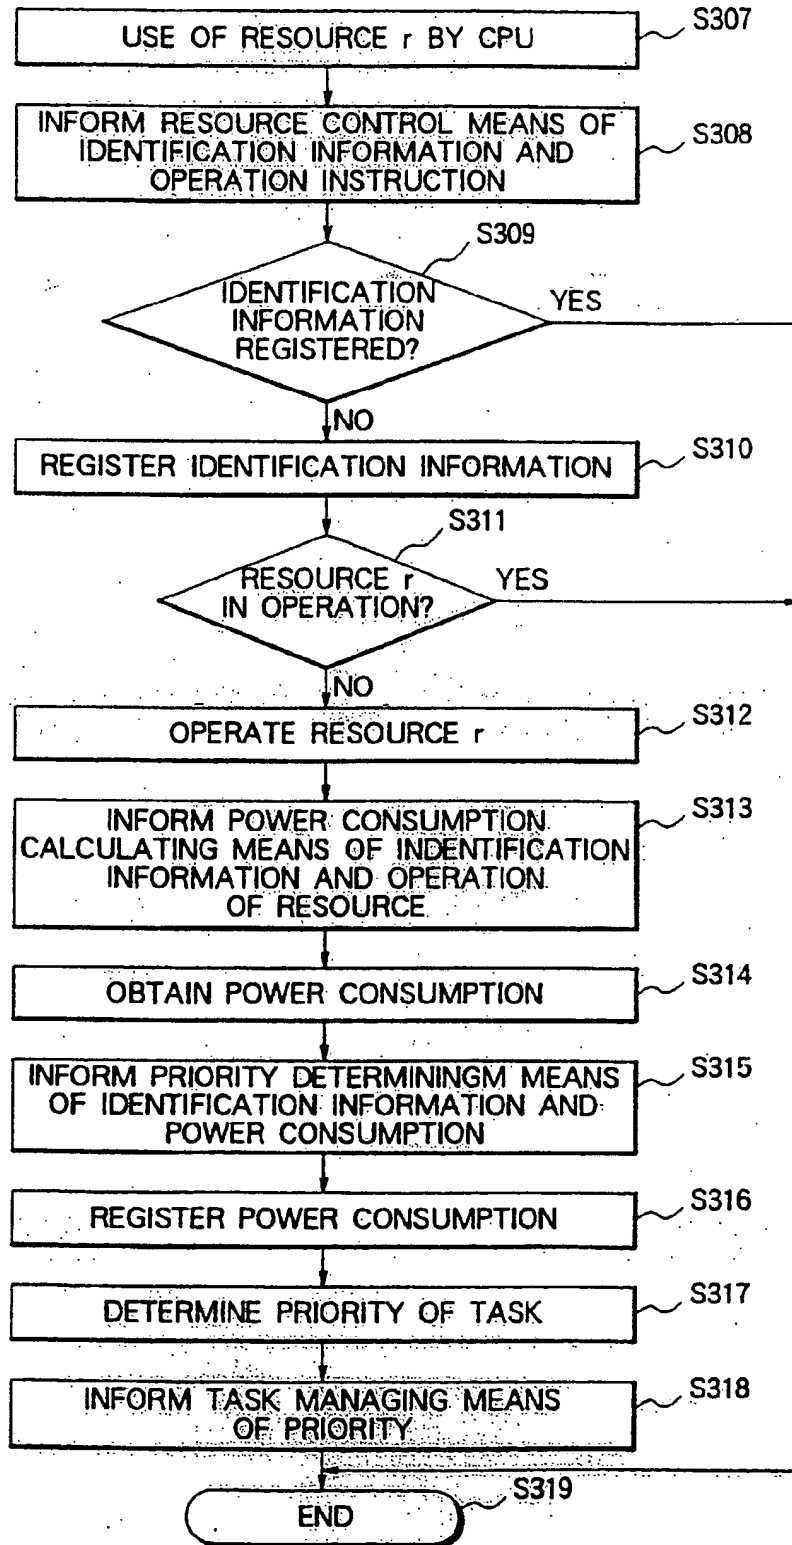 USE OF RESOURCE r BY CPU
S307
INFORM RESOURCE CONTROL MEANS OF
IDENTIFICATION INFORMATION AND
OPERATION INSTRUCTION
S308
S309
IDENTIFICATION
INFORMATION
REGISTERED?
YES
NO
REGISTER IDENTIFICATION INFORMATION
S310
S311
RESOURCE r
IN OPERATION?
YES
NO
OPERATE RESOURCE r
S312
INFORM POWER CONSUMPTION
CALCULATING MEANS OF INDENTIFICATION
INFORMATION AND OPERATION
OF RESOURCE
S313
OBTAIN POWER CONSUMPTION
S314
INFORM PRIORITY DETERMININGM MEANS
OF IDENTIFICATION INFORMATION AND
POWER CONSUMPTION
S315
REGISTER POWER CONSUMPTION
S316
DETERMINE PRIORITY OF TASK
S317
INFORM TASK MANAGING MEANS
OF PRIORITY
S318
END
S319